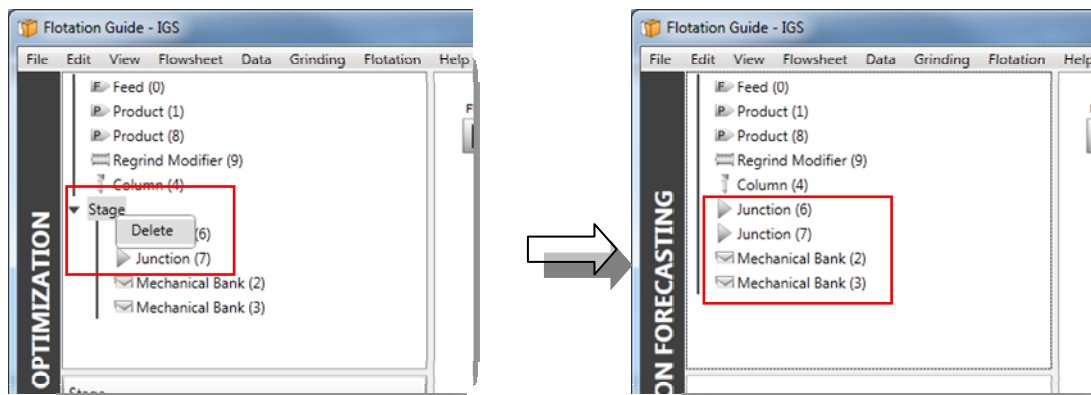 Flotation Guide - IGS
File Edit View Flowsheet Data Grinding Flotation Help
Feed (0)
Product (1)
Product (8)
Regrind Modifier (9)
Column (4)
Stage
Delete (6)
Junction (7)
Mechanical Bank (2)
Mechanical Bank (3)
OPTIMIZATION
Stage
Flotation Guide - IGS
File Edit View Flowsheet Data Grinding Flotation Help
Feed (0)
Product (1)
Product (8)
Regrind Modifier (9)
Column (4)
Junction (6)
Junction (7)
Mechanical Bank (2)
Mechanical Bank (3)
ON FORECASTING